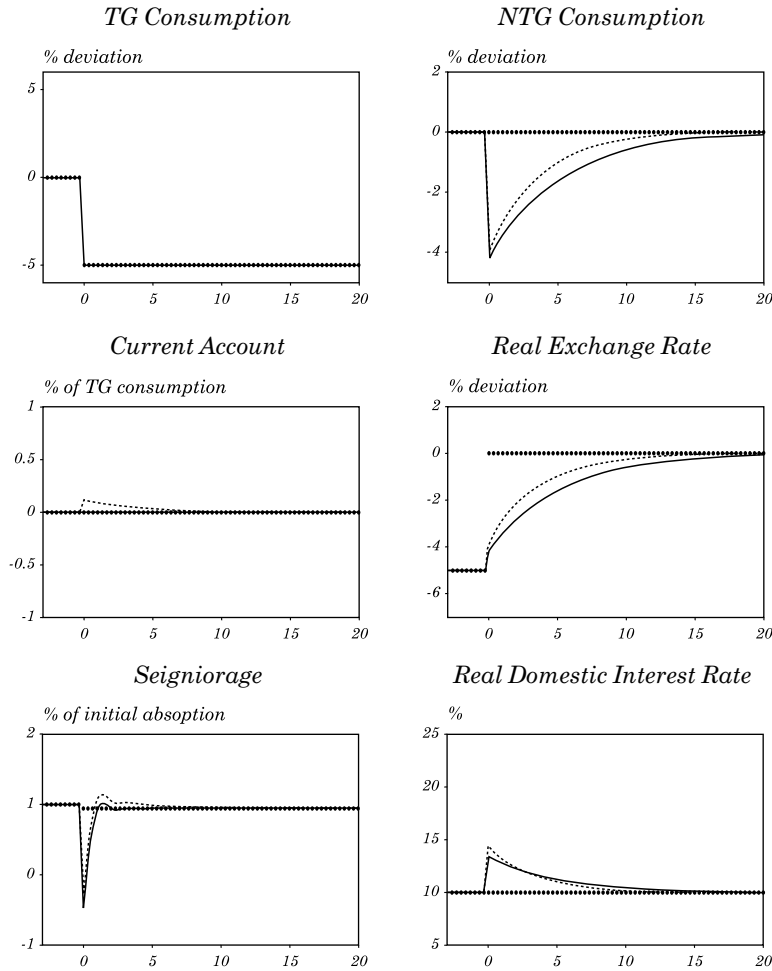 TG Consumption
% deviation
5
0
-5
0 5 10 15 20
NTG Consumption
% deviation
2
0
-2
-4
0 5 10 15 20
Current Account
% of TG consumption
1
0.5
0
-0.5
-1
0 5 10 15 20
Real Exchange Rate
% deviation
2
0
-2
-4
-6
0 5 10 15 20
Seigniorage
% of initial absoption
2
1
0
-1
0 5 10 15 20
Real Domestic Interest Rate
%
25
20
15
10
5
0 5 10 15 20